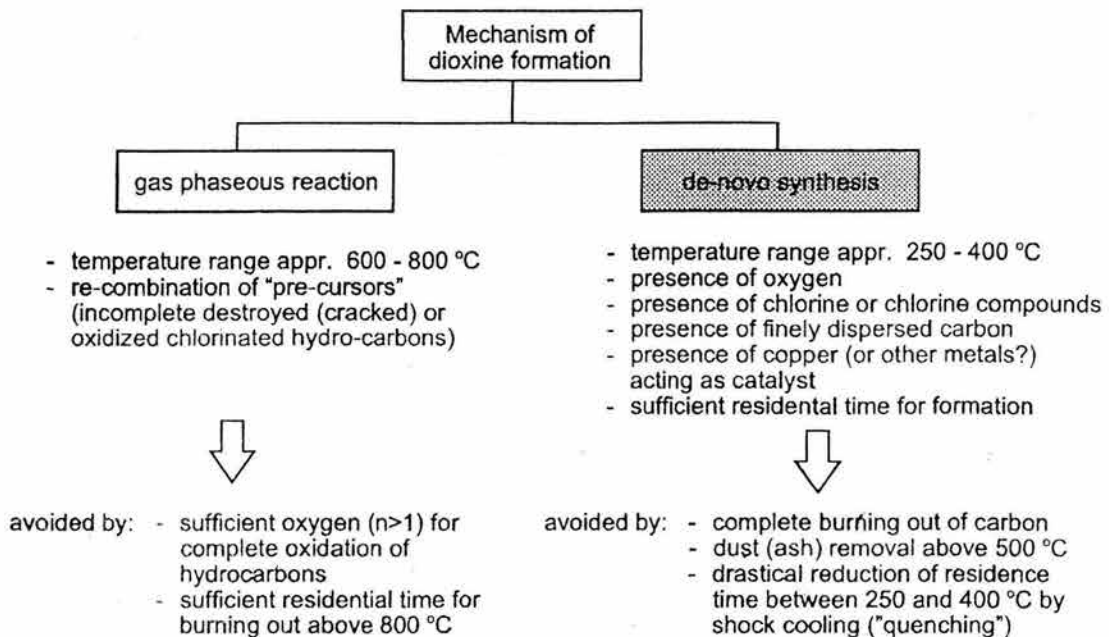 Mechanism of
dioxine formation
gas phaseous reaction
- temperature range appr. 600 - 800 ºC
- re-combination of "pre-cursors"
(incomplete destroyed (cracked) or
oxidized chlorinated hydro-carbons)
avoided by: - sufficient oxygen (n>1) for
complete oxidation of
hydrocarbons
- sufficient residential time for
burning out above 800 ºC
de-novo synthesis
- temperature range appr. 250 - 400 ºC
- presence of oxygen
- presence of chlorine or chlorine compounds
- presence of finely dispersed carbon
- presence of copper (or other metals?)
acting as catalyst
- sufficient residental time for formation
avoided by: - complete burning out of carbon
- dust (ash) removal above 500 ºC
- drastical reduction of residence
time between 250 and 400 ºC by
shock cooling ("quenching")